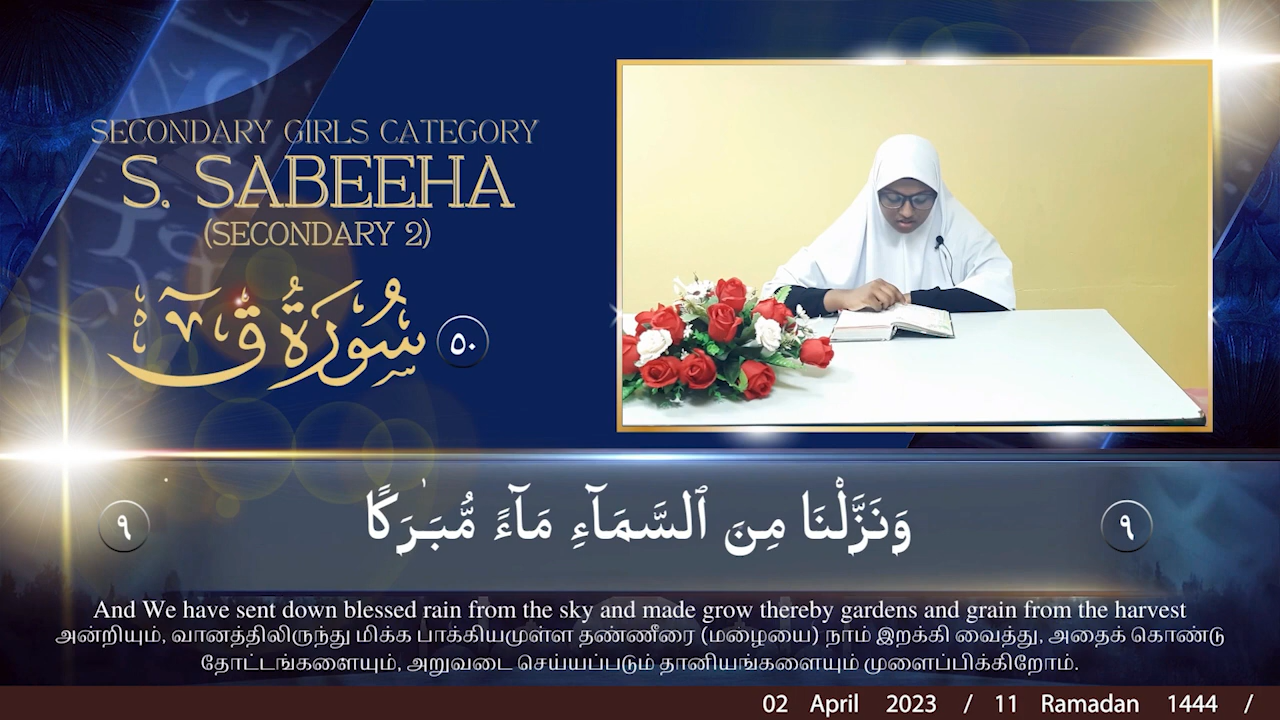 SECONDARY GIRLS CATEGORY
S. SABEEHA
(SECONDARY 2)
سُورَةُ قٓ ٥٠
٩ وَنَزَّلْنَا مِنَ ٱلسَّمَآءِ مَآءً مُّبَـٰرَكًا ٩
And We have sent down blessed rain from the sky and made grow thereby gardens and grain from the harvest
அன்றியும், வானத்திலிருந்து மிக்க பாக்கியமுள்ள தண்ணீரை (மழையை) நாம் இறக்கி வைத்து, அதைக் கொண்டு
தோட்டங்களையும், அறுவடை செய்யப்படும் தானியங்களையும் முளைப்பிக்கிறோம்.
02 April 2023 / 11 Ramadan 1444 /